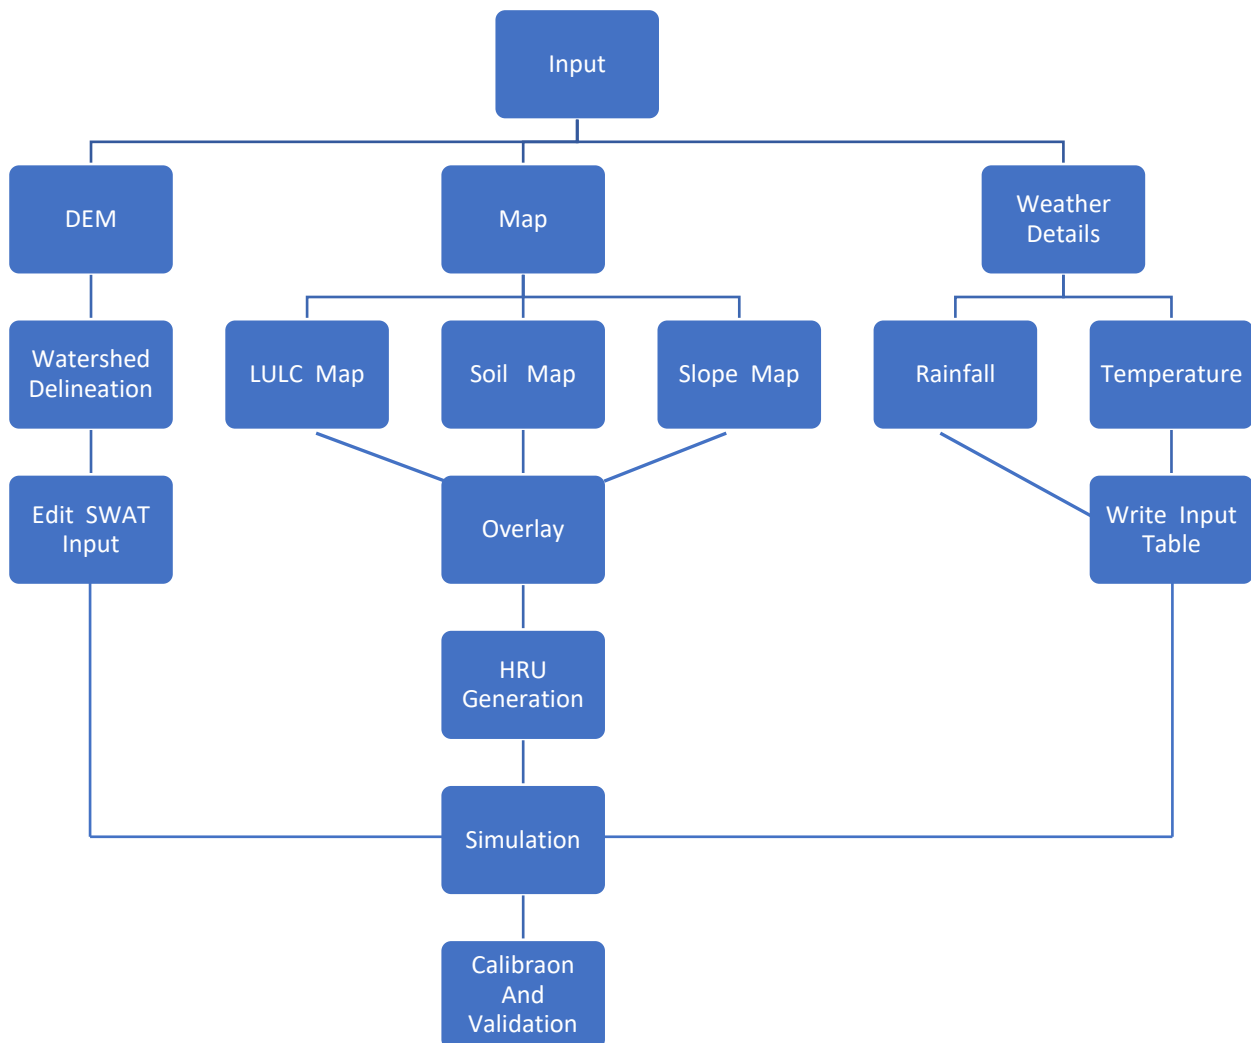 Input
DEM
Map
Weather
Details
Watershed
Delineation
LULC Map
Soil Map
Slope Map
Rainfall
Temperature
Edit SWAT
Input
Overlay
Write Input
Table
HRU
Generation
Simulation
Calibraon
And
Validation